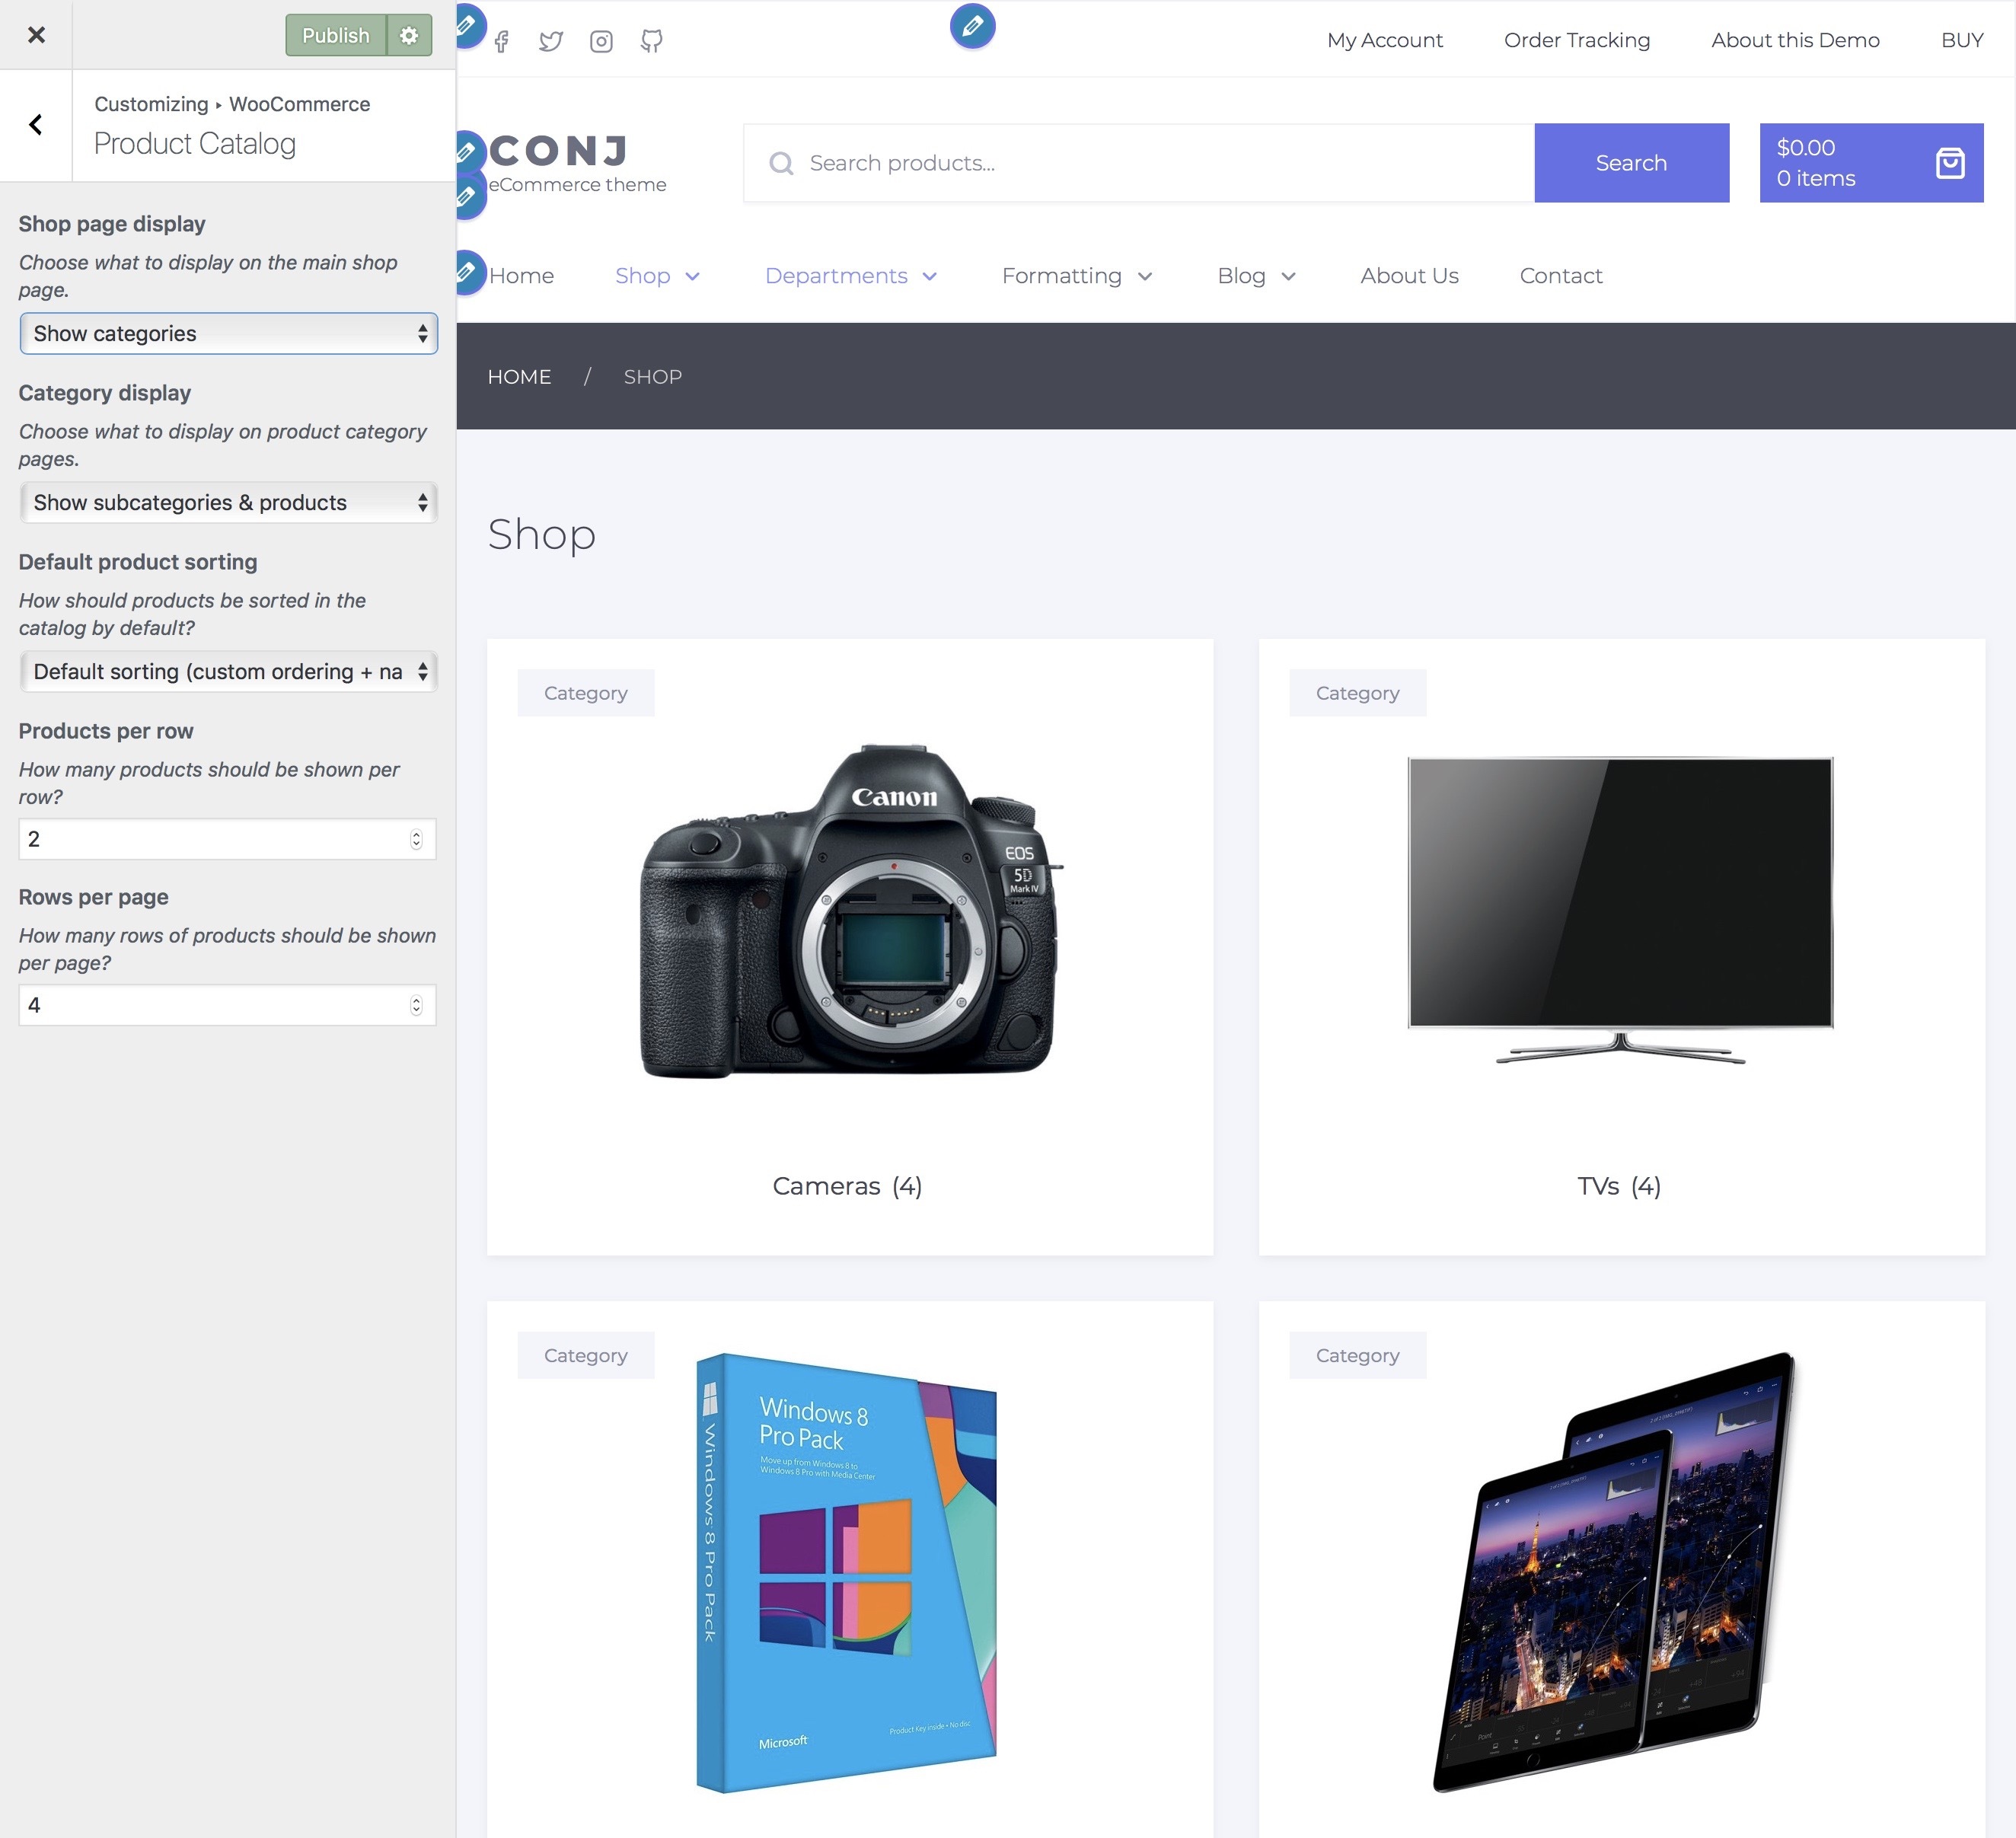 Publish
Customizing ▸ WooCommerce
Product Catalog
Shop page display
Choose what to display on the main shop
page.
Show categories
Category display
Choose what to display on product category
pages.
Show subcategories & products
Default product sorting
How should products be sorted in the
catalog by default?
Default sorting (custom ordering + na
Products per row
How many products should be shown per
row?
2
Rows per page
How many rows of products should be shown
per page?
4
My Account Order Tracking About this Demo BUY
CONJ
eCommerce theme
Search products...
Search
$0.00
0 items
Home Shop Departments Formatting Blog About Us Contact
HOME / SHOP
Shop
Category
Canon
EOS
5D
Mark IV
Cameras (4)
Category
TVs (4)
Category
Windows 8
Pro Pack
Move up from Windows 8 to
Windows 8 Pro with Media Center
Windows 8 Pro Pack
Microsoft
Product Key inside • No disc
Category